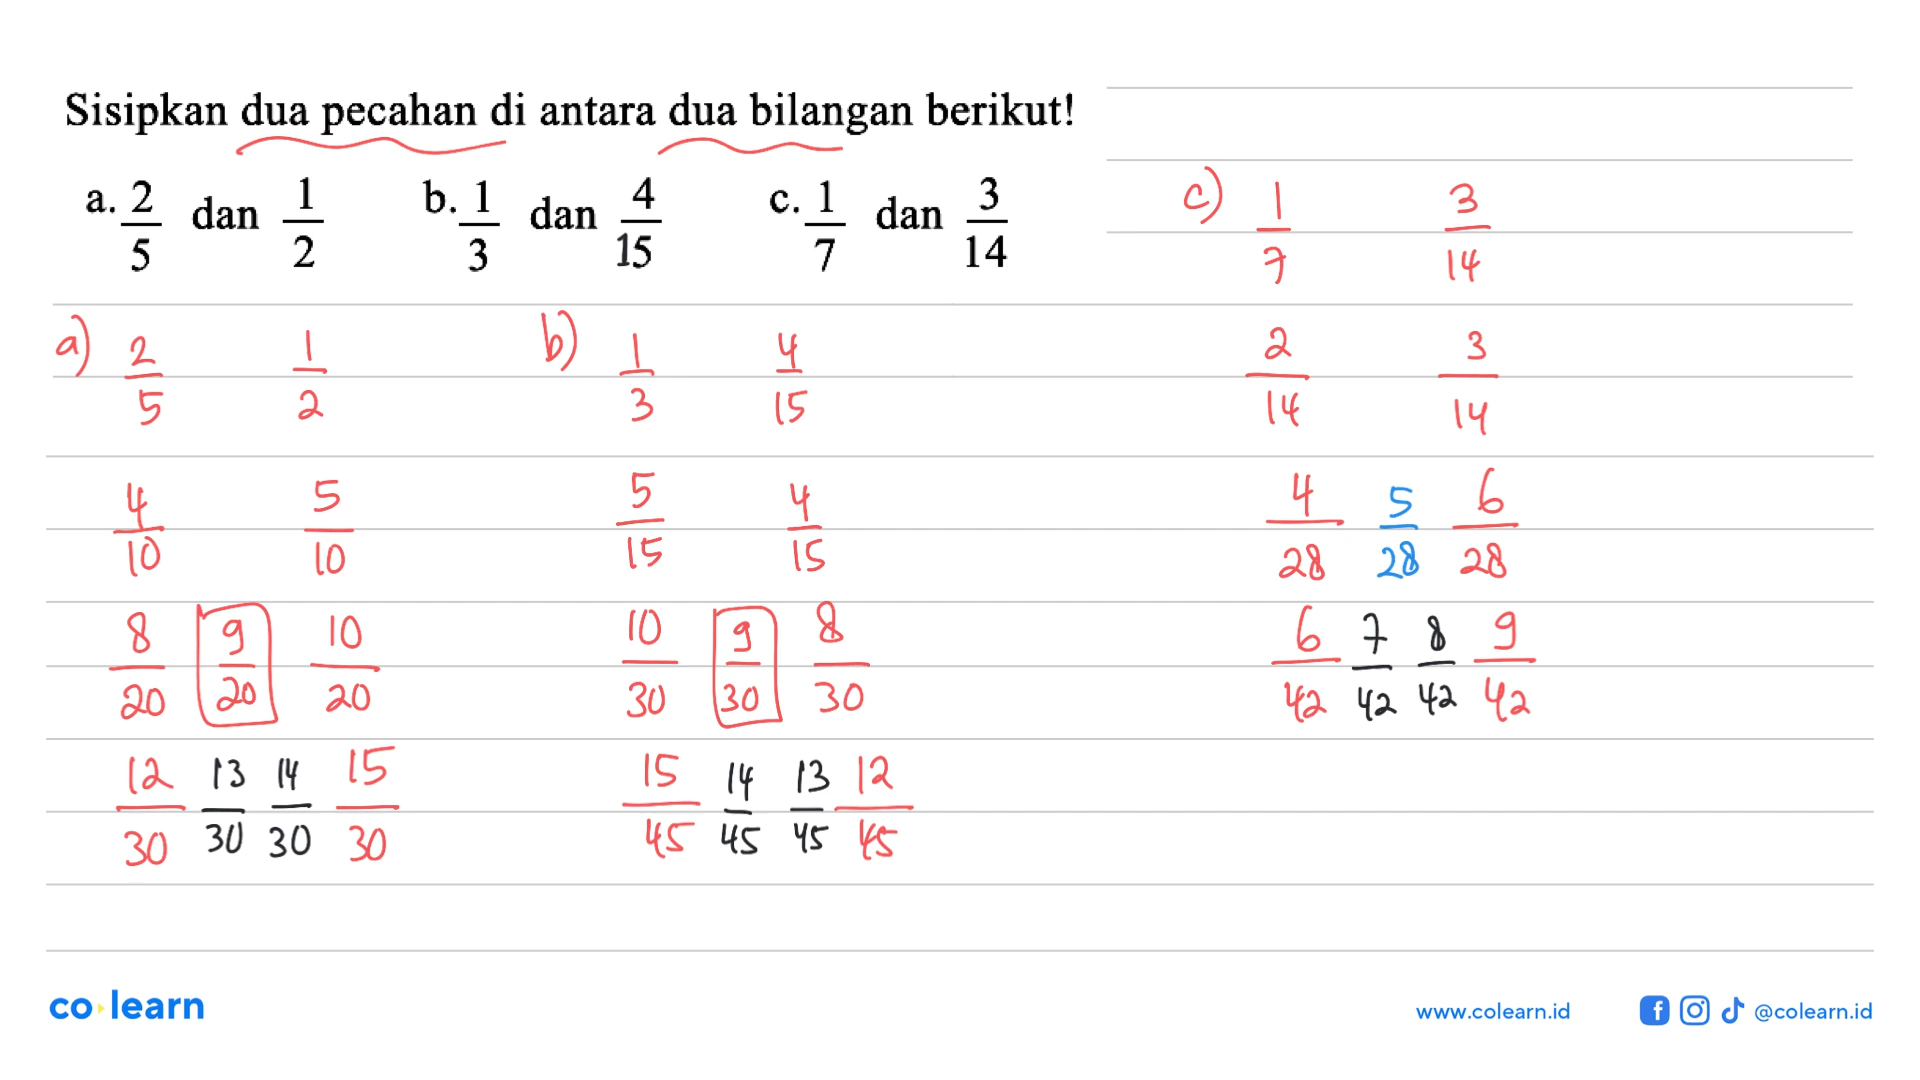 Sisipkan dua pecahan di antara dua bilangan berikut!
a. 2/5 dan 1/2 b. 1/3 dan 4/15 c. 1/7 dan 3/14
a) 2/5 1/2
4/10 5/10
8/20 9/20 10/20
12/30 13/30 14/30 15/30
b) 1/3 4/15
5/15 4/15
10/30 9/30 8/30
15/45 14/45 13/45 12/45
c) 1/7 3/14
2/14 3/14
4/28 5/28 6/28
6/42 7/42 8/42 9/42
co learn
www.colearn.id
@colearn.id